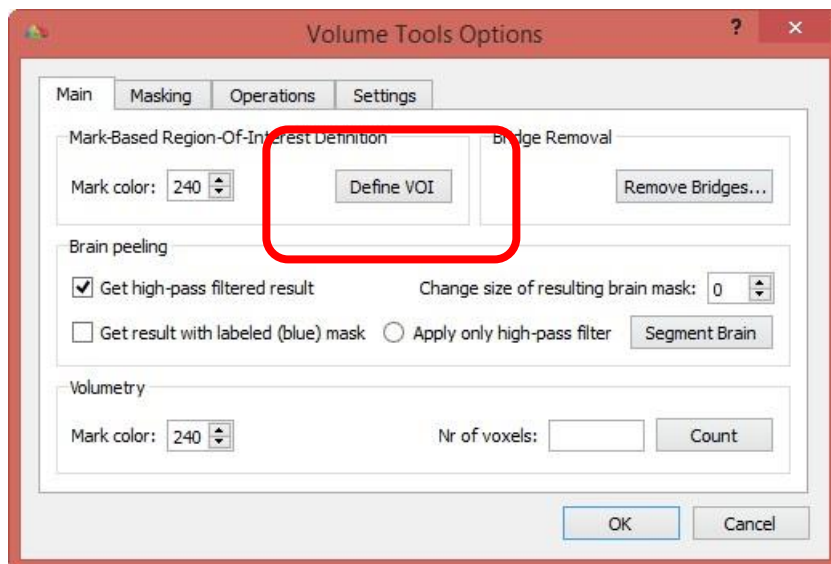 Volume Tools Options
?
Main Masking Operations Settings
Mark-Based Region-Of-Interest Definition
Bridge Removal
Mark color: 240
Define VOI
Remove Bridges...
Brain peeling
Get high-pass filtered result
Change size of resulting brain mask: 0
Get result with labeled (blue) mask
Apply only high-pass filter
Segment Brain
Volumetry
Mark color: 240
Nr of voxels:
Count
OK
Cancel